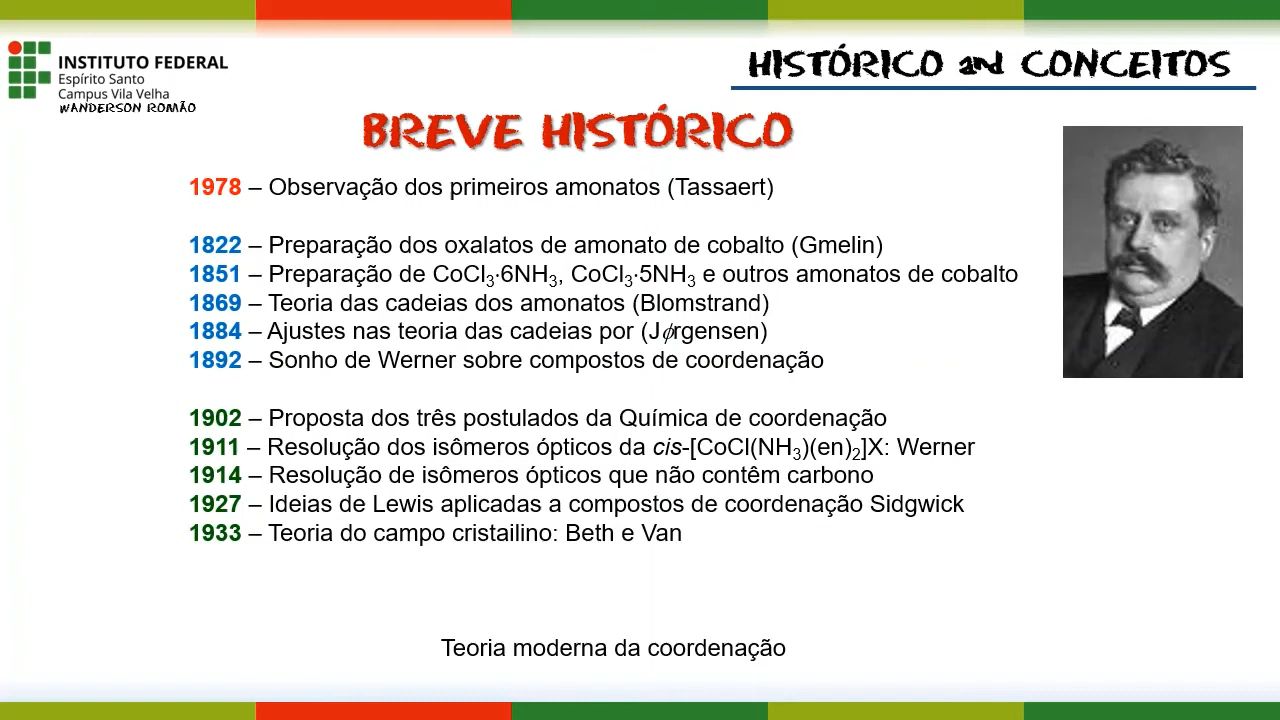 INSTITUTO FEDERAL
Espírito Santo
Campus Vila Velha
WANDERSON ROMÃO
HISTÓRICO and CONCEITOS
BREVE HISTÓRICO
1978 – Observação dos primeiros amonatos (Tassaert)
1822 – Preparação dos oxalatos de amonato de cobalto (Gmelin)
1851 – Preparação de CoCl₃·6NH₃, CoCl₃·5NH₃ e outros amonatos de cobalto
1869 – Teoria das cadeias dos amonatos (Blomstrand)
1884 – Ajustes nas teoria das cadeias por (Jϕrgensen)
1892 – Sonho de Werner sobre compostos de coordenação
1902 – Proposta dos três postulados da Química de coordenação
1911 – Resolução dos isômeros ópticos da cis-[CoCl(NH₃)(en)₂]X: Werner
1914 – Resolução de isômeros ópticos que não contêm carbono
1927 – Ideias de Lewis aplicadas a compostos de coordenação Sidgwick
1933 – Teoria do campo cristailino: Beth e Van
Teoria moderna da coordenação